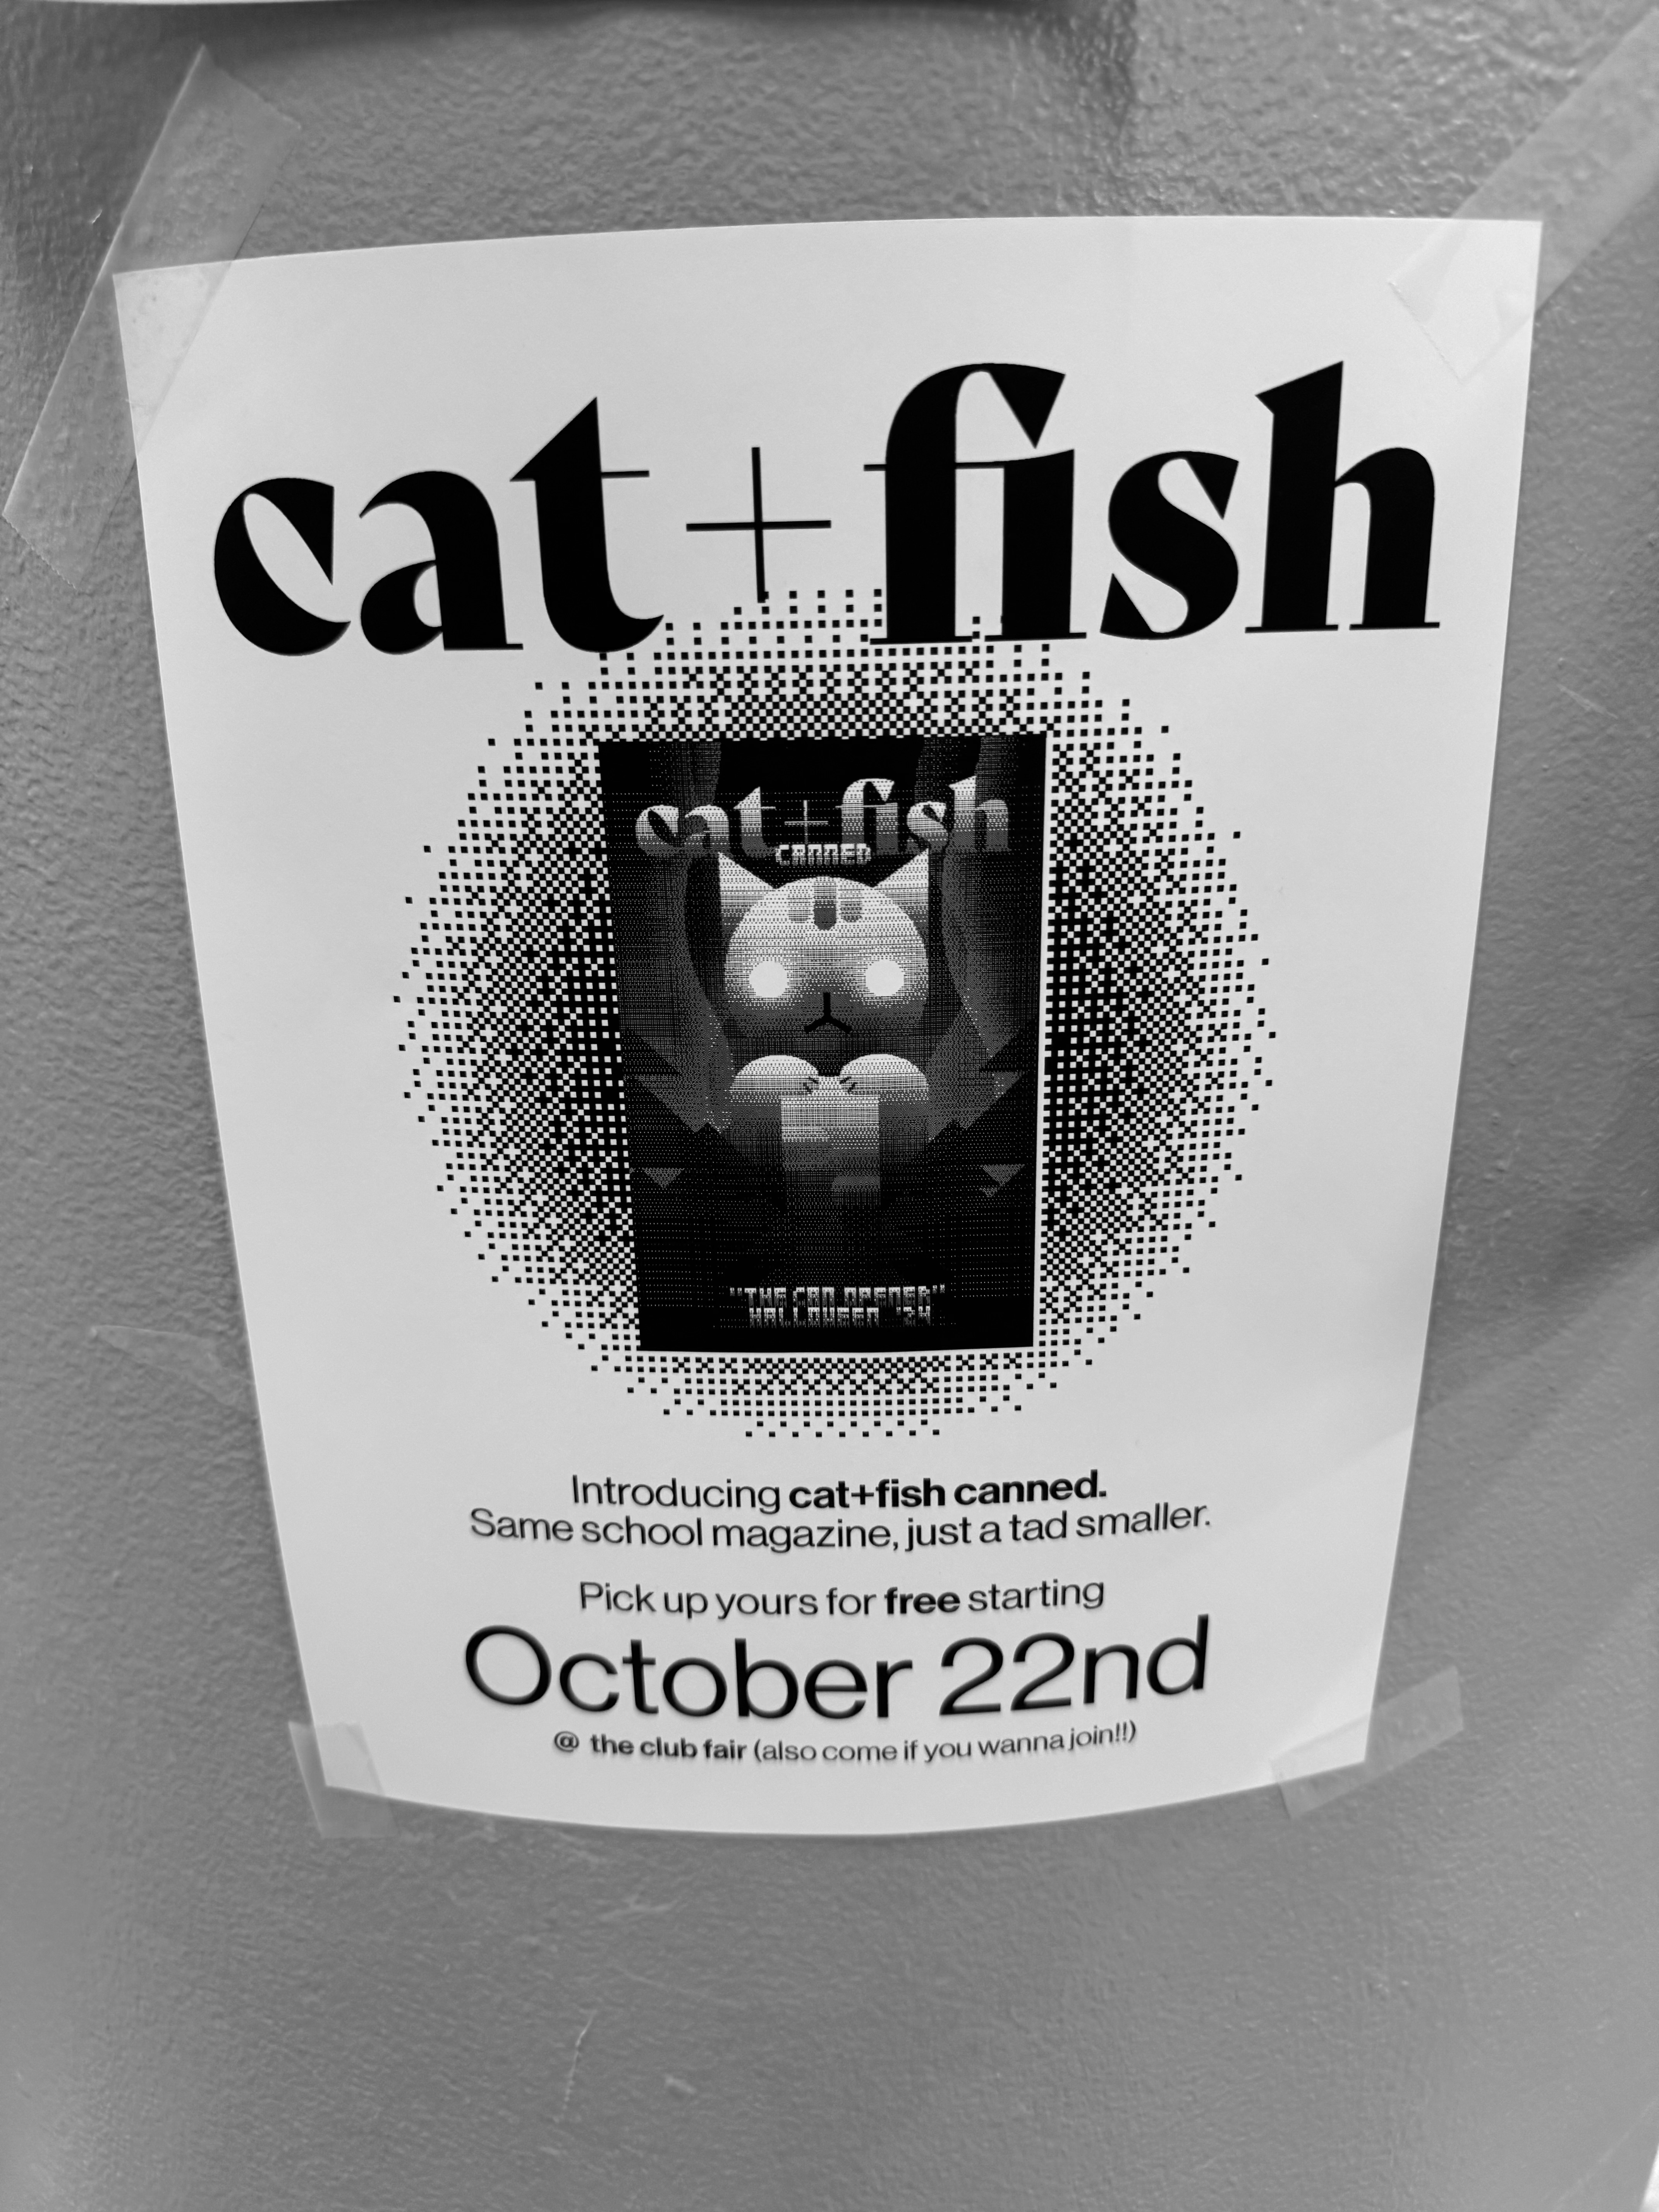 cat+fish
cat+fish
CANNED
"THE CAN OPENER"
HALLOWEEN '24
Introducing cat+fish canned.
Same school magazine, just a tad smaller.
Pick up yours for free starting
October 22nd
@ the club fair (also come if you wanna join!!)